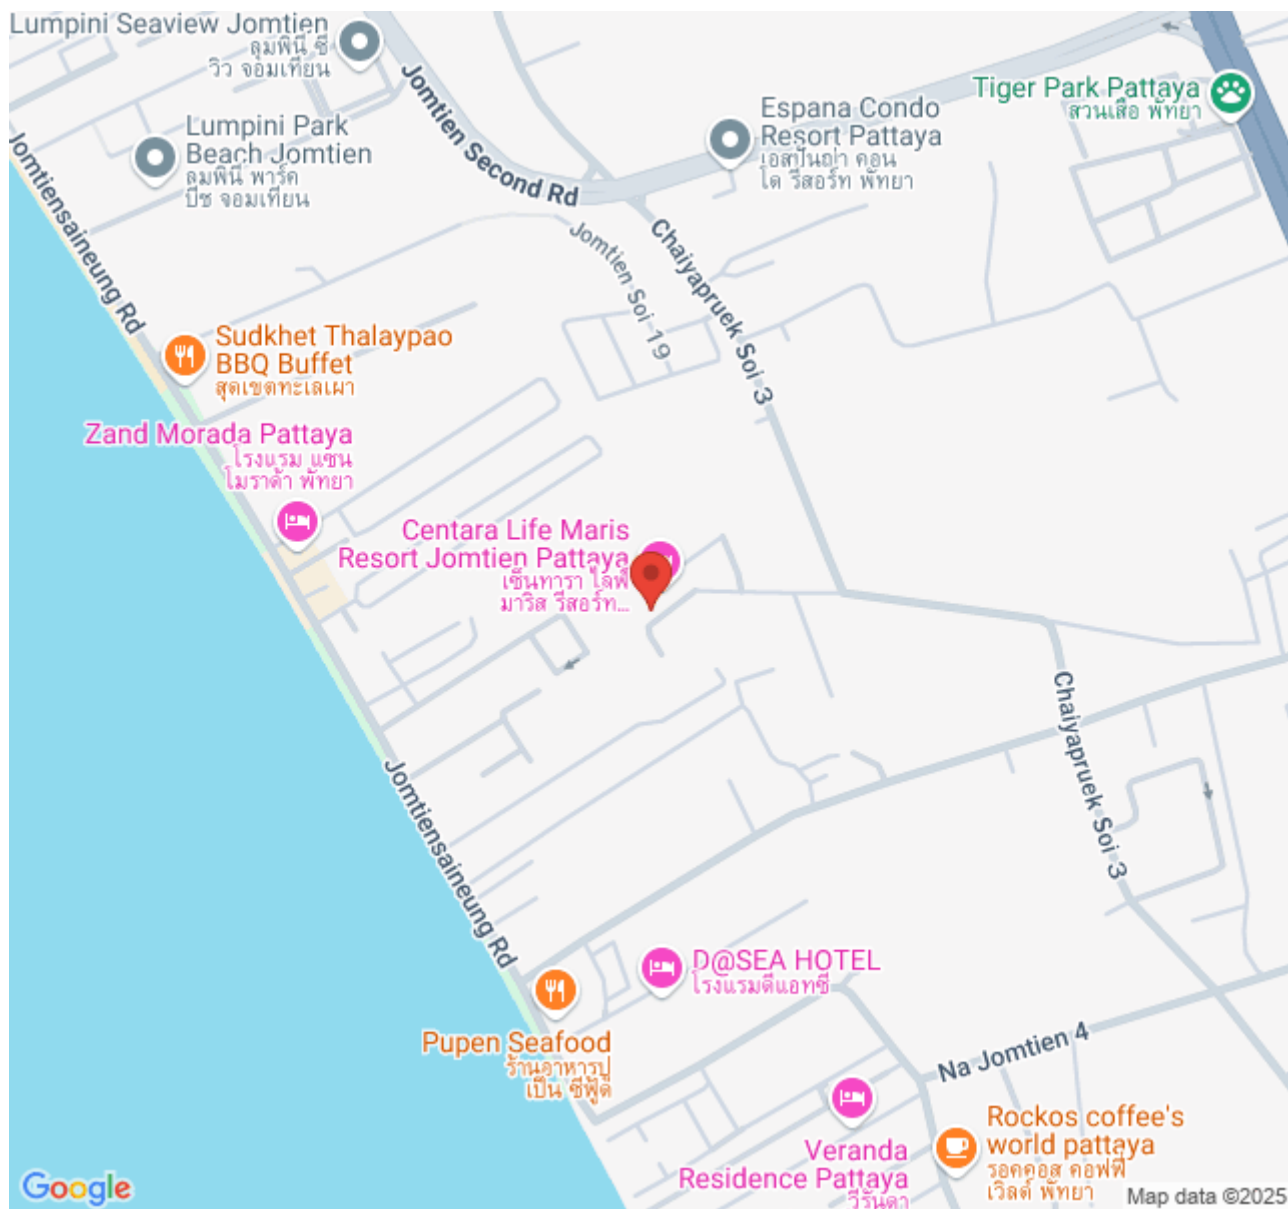 Lumpini Seaview Jomtien
ลุมพินี ซี
วิว จอมเทียน
Jomtien Second Rd
Tiger Park Pattaya
สวนเสือ พัทยา
Espana Condo
Resort Pattaya
เอสปันญ่า คอน
โด รีสอร์ท พัทยา
Lumpini Park
Beach Jomtien
ลุมพินี พาร์ค
บีช จอมเทียน
Jomtiensaineung Rd
Jomtien Soi 19
Chaiyapruek Soi 3
Sudkhet Thalaypao
BBQ Buffet
สุดเขตทะเลเผา
Zand Morada Pattaya
โรงแรม แซน
โมราด้า พัทยา
Centara Life Maris
Resort Jomtien Pattaya
เซ็นทารา ไลฟ์
มาริส รีสอร์ท...
Chaiyapruek Soi 3
Jomtiensaineung Rd
D@SEA HOTEL
โรงแรมดีแอทซี
Pupen Seafood
ร้านอาหารปู
เป็น ซีฟู้ด
Na Jomtien 4
Veranda
Residence Pattaya
วีรันดา
Rockos coffee's
world pattaya
รอคคอส คอฟฟี่
เวิลด์ พัทยา
Google
Map data ©2025